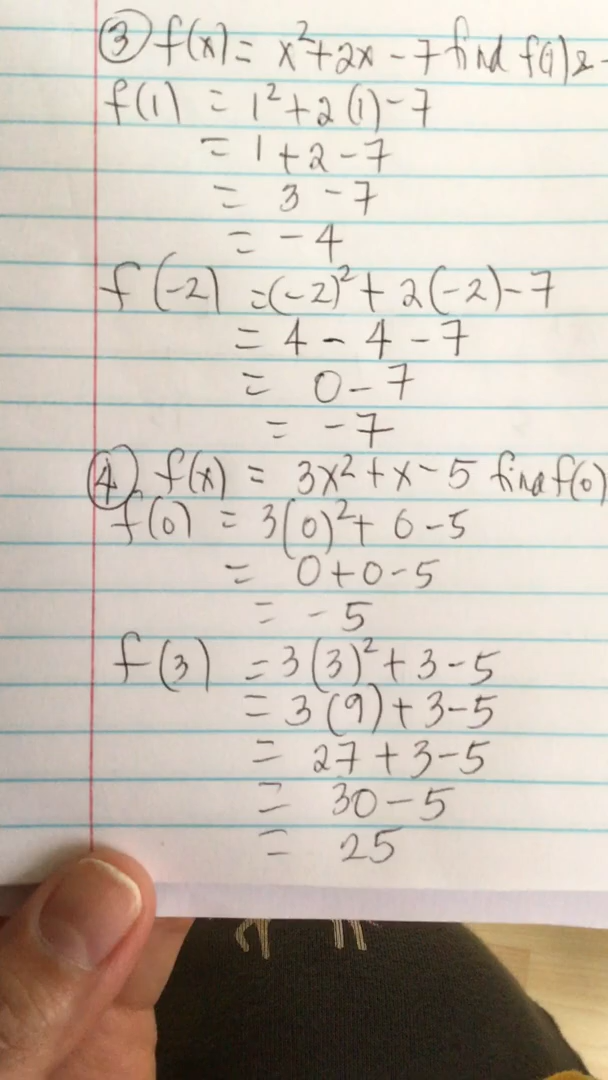 ③ f(x) = x²+2x - 7 find f(1) & -
f(1) = 1²+2(1)-7
= 1+2-7
= 3 -7
= -4
f(-2) =(-2)²+ 2(-2)-7
= 4 - 4 -7
= 0-7
= -7
④ f(x) = 3x²+x-5 find f(0)
f(0) = 3(0)²+ 0-5
= 0+0-5
= -5
f(3) =3(3)²+3-5
=3(9)+3-5
= 27+3-5
= 30-5
= 25